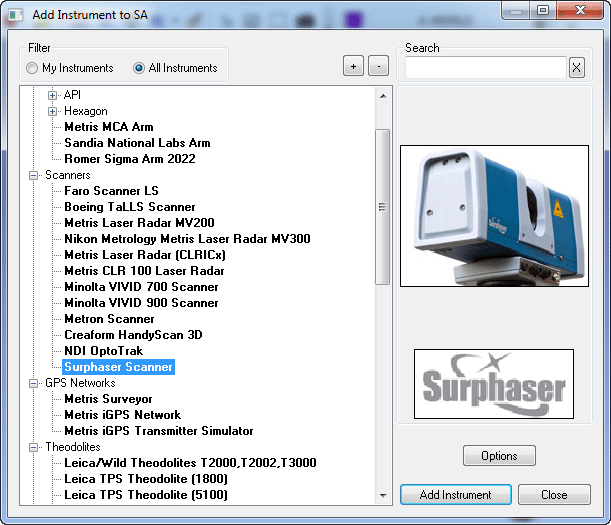 Add Instrument to SA
Filter
My Instruments
All Instruments
+
-
Search
X
API
Hexagon
Metris MCA Arm
Sandia National Labs Arm
Romer Sigma Arm 2022
Scanners
Faro Scanner LS
Boeing TaLLS Scanner
Metris Laser Radar MV200
Nikon Metrology Metris Laser Radar MV300
Metris Laser Radar (CLRICx)
Metris CLR 100 Laser Radar
Minolta VIVID 700 Scanner
Minolta VIVID 900 Scanner
Metron Scanner
Creaform HandyScan 3D
NDI OptoTrak
Surphaser Scanner
GPS Networks
Metris Surveyor
Metris iGPS Network
Metris iGPS Transmitter Simulator
Theodolites
Leica/Wild Theodolites T2000,T2002,T3000
Leica TPS Theodolite (1800)
Leica TPS Theodolite (5100)
Surphaser
Options
Add Instrument
Close